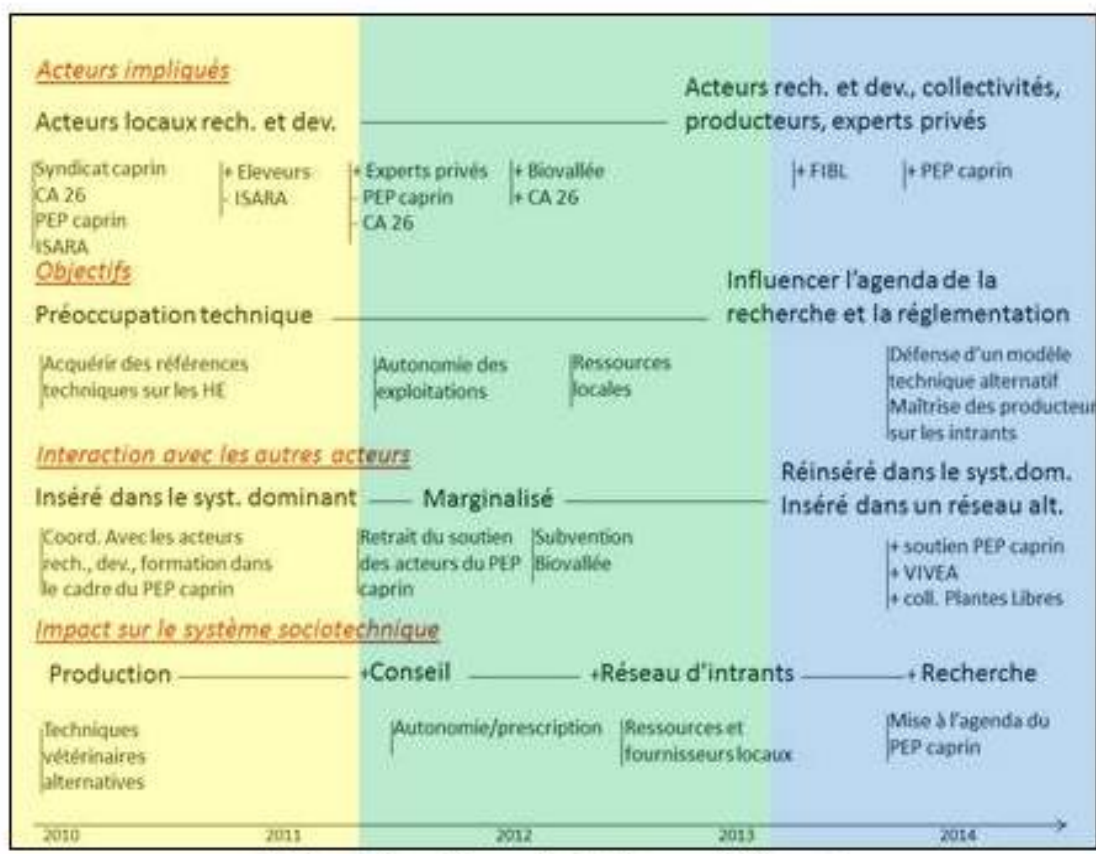 Acteurs impliqués
Acteurs locaux rech. et dev.
Acteurs rech. et dev., collectivités,
producteurs, experts privés
Syndicat caprin
CA 26
PEP caprin
ISARA
+ Eleveurs
- ISARA
+ Experts privés
- PEP caprin
- CA 26
+ Biovallée
+ CA 26
+ FIBL
+ PEP caprin
Objectifs
Préoccupation technique
Influencer l'agenda de la
recherche et la réglementation
Acquérir des références
techniques sur les HE
Autonomie des
exploitations
Ressources
locales
Défense d'un modèle
technique alternatif
Maîtrise des producteur
sur les intrants
Interaction avec les autres acteurs
Inséré dans le syst. dominant
Marginalisé
Réinséré dans le syst.dom.
Inséré dans un réseau alt.
Coord. Avec les acteurs
rech., dev., formation dans
le cadre du PEP caprin
Retrait du soutien
des acteurs du PEP
caprin
Subvention
Biovallée
+ soutien PEP caprin
+ VIVEA
+ coll. Plantes Libres
Impact sur le système sociotechnique
Production
+Conseil
+Réseau d'intrants
+ Recherche
Techniques
vétérinaires
alternatives
Autonomie/prescription
Ressources et
fournisseurs locaux
Mise à l'agenda du
PEP caprin
2010
2011
2012
2013
2014